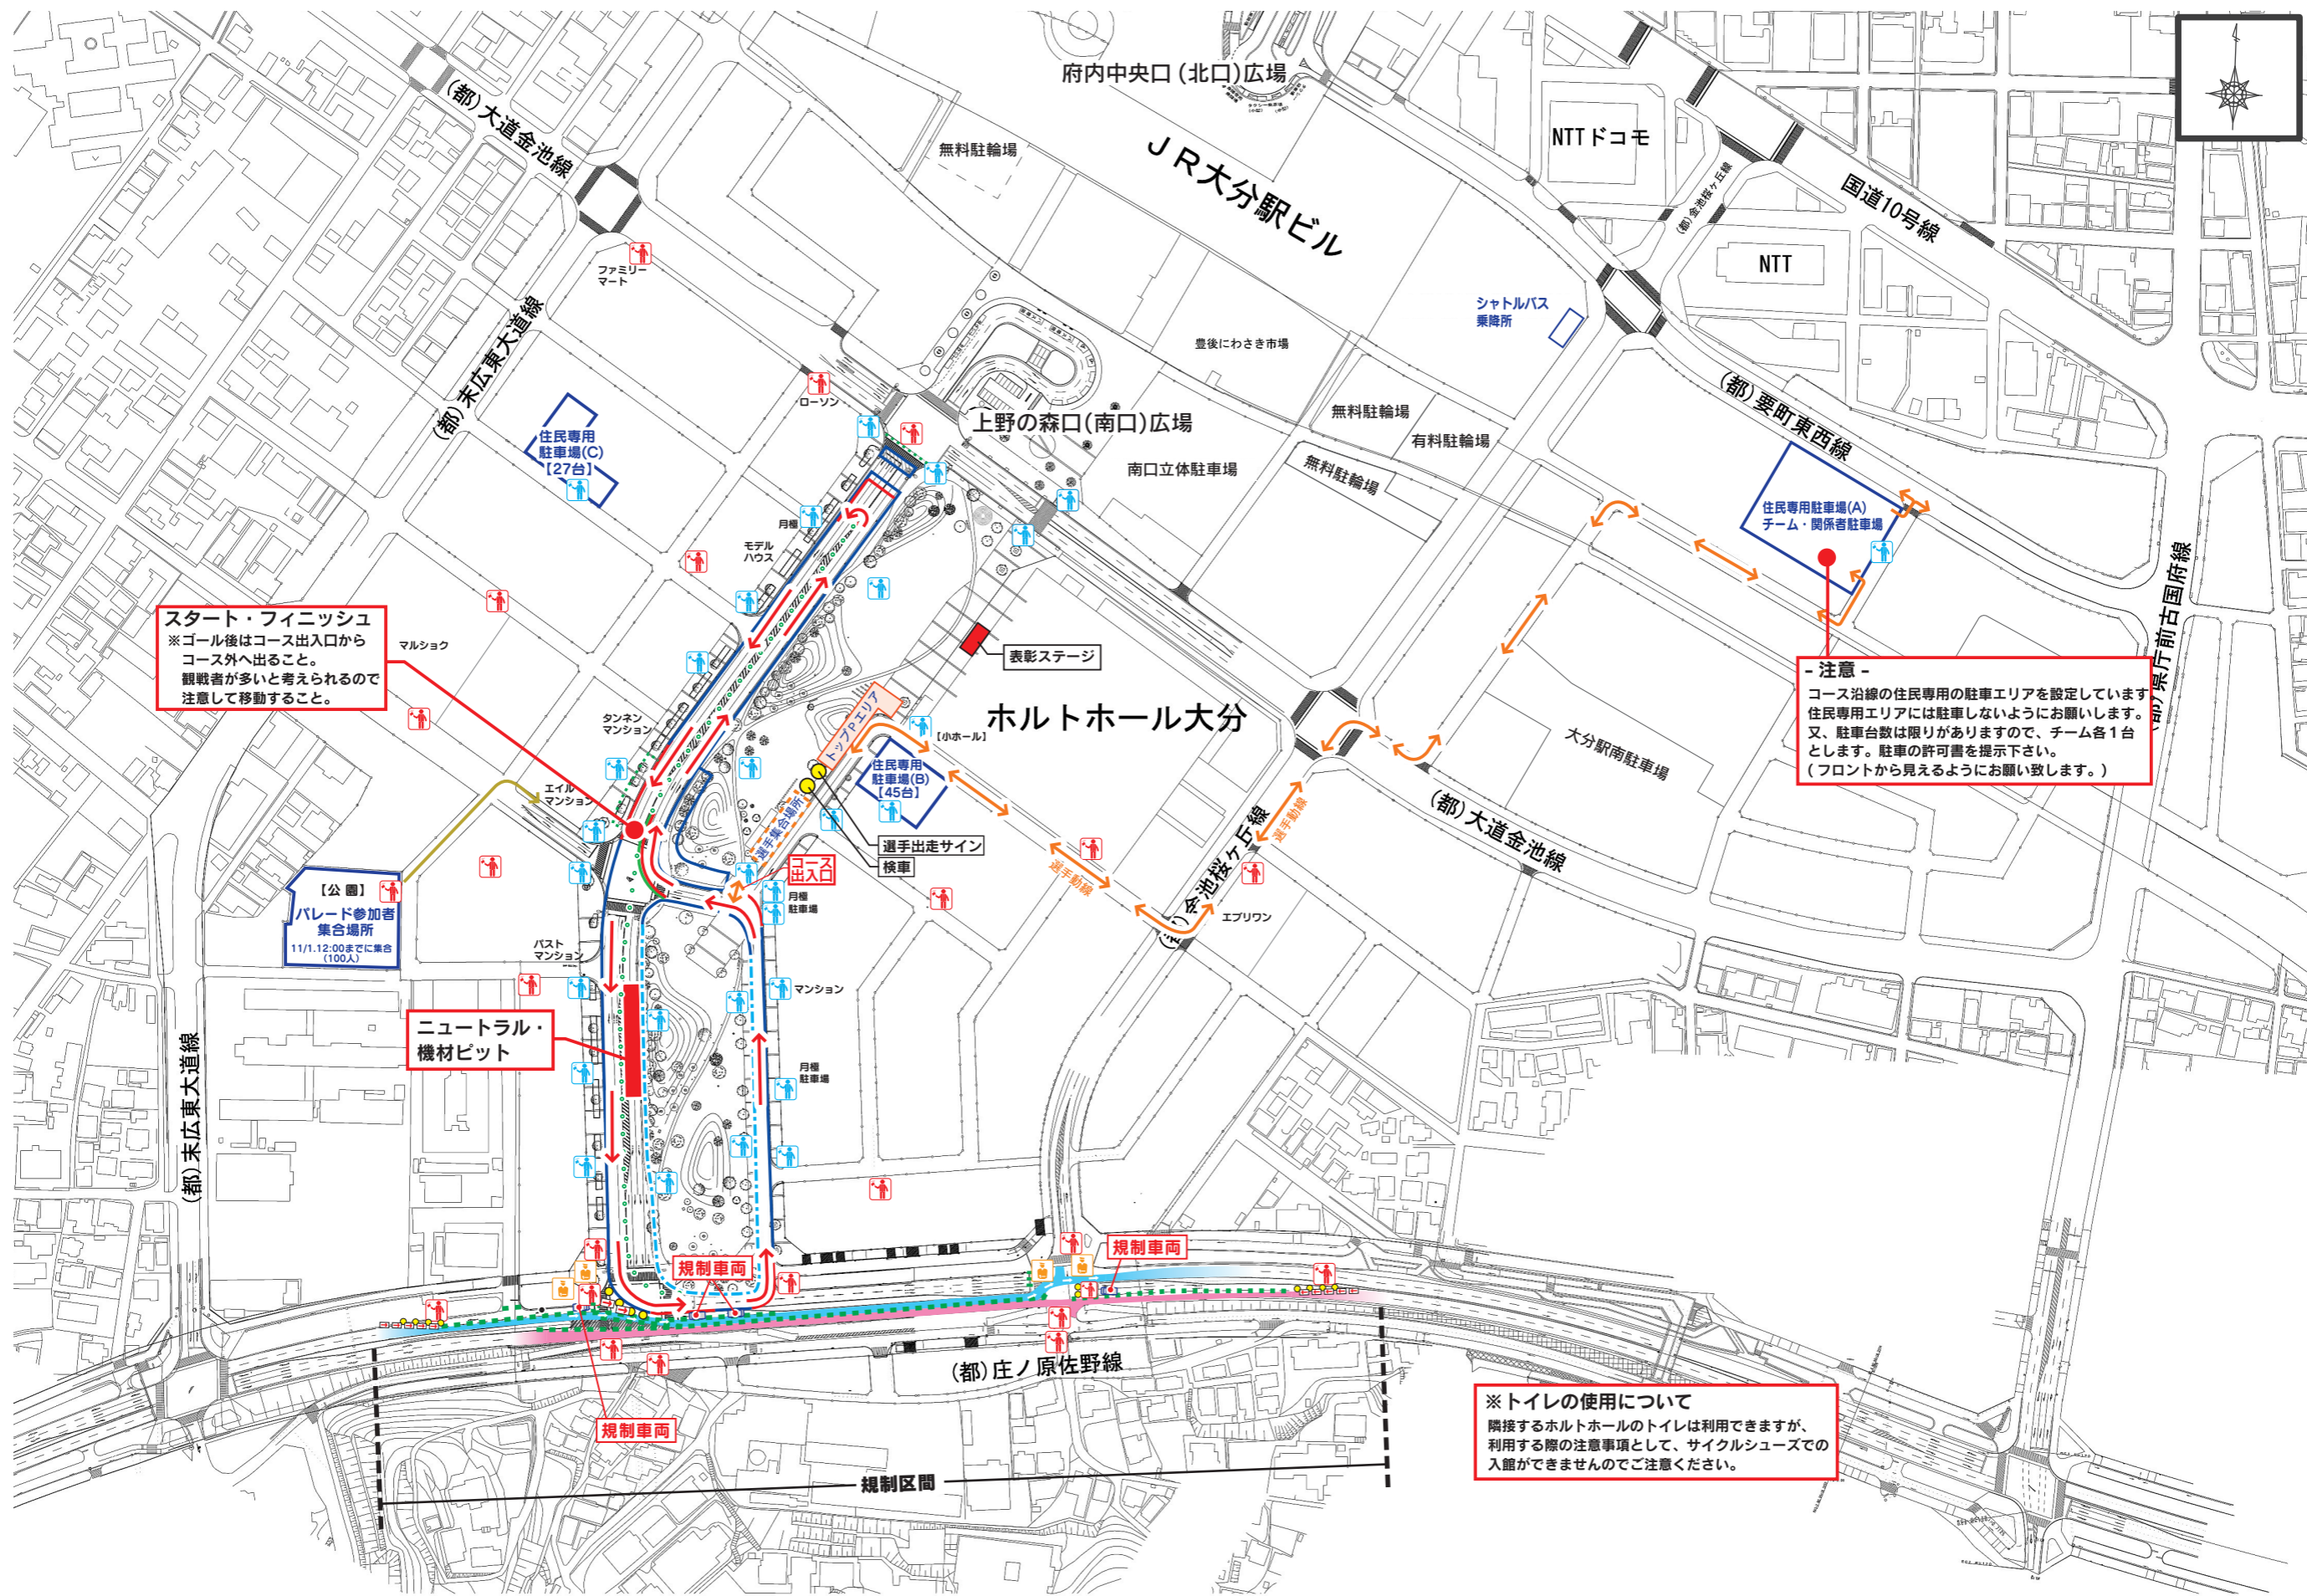 府内中央口(北口)広場
JR大分駅ビル
無料駐輪場
NTTドコモ
NTT
国道10号線
(都)金池桜ヶ丘線
(都)大道金池線
ファミリー
マート
(都)末広東大道線
シャトルバス
乗降所
豊後にわさき市場
ローソン
上野の森口(南口)広場
無料駐輪場
有料駐輪場
南口立体駐車場
無料駐輪場
(都)要町東西線
住民専用
駐車場(C)
【27台】
住民専用駐車場(A)
チーム・関係者駐車場
月極
モデル
ハウス
(都)県庁前古国府線
スタート・フィニッシュ
※ゴール後はコース出入口から
コース外へ出ること。
観戦者が多いと考えられるので
注意して移動すること。
マルショク
表彰ステージ
- 注意 -
コース沿線の住民専用の駐車エリアを設定しています
住民専用エリアには駐車しないようにお願いします。
又、駐車台数は限りがありますので、チーム各1台
とします。駐車の許可書を提示下さい。
(フロントから見えるようにお願い致します。)
タンネン
マンション
トップPエリア
ホルトホール大分
【小ホール】
住民専用
駐車場(B)
【45台】
大分駅南駐車場
エイル
マンション
選手集合場所
選手出走サイン
検車
選手動線
(都)大道金池線
コース
出入口
選手動線
(都)金池桜ヶ丘線
エブリワン
【公園】
パレード参加者
集合場所
11/1.12:00までに集合
(100人)
月極
駐車場
パスト
マンション
マンション
ニュートラル・
機材ピット
月極
駐車場
(都)末広東大道線
規制車両
規制車両
(都)庄ノ原佐野線
規制車両
規制区間
※トイレの使用について
隣接するホルトホールのトイレは利用できますが、
利用する際の注意事項として、サイクルシューズでの
入館ができませんのでご注意ください。